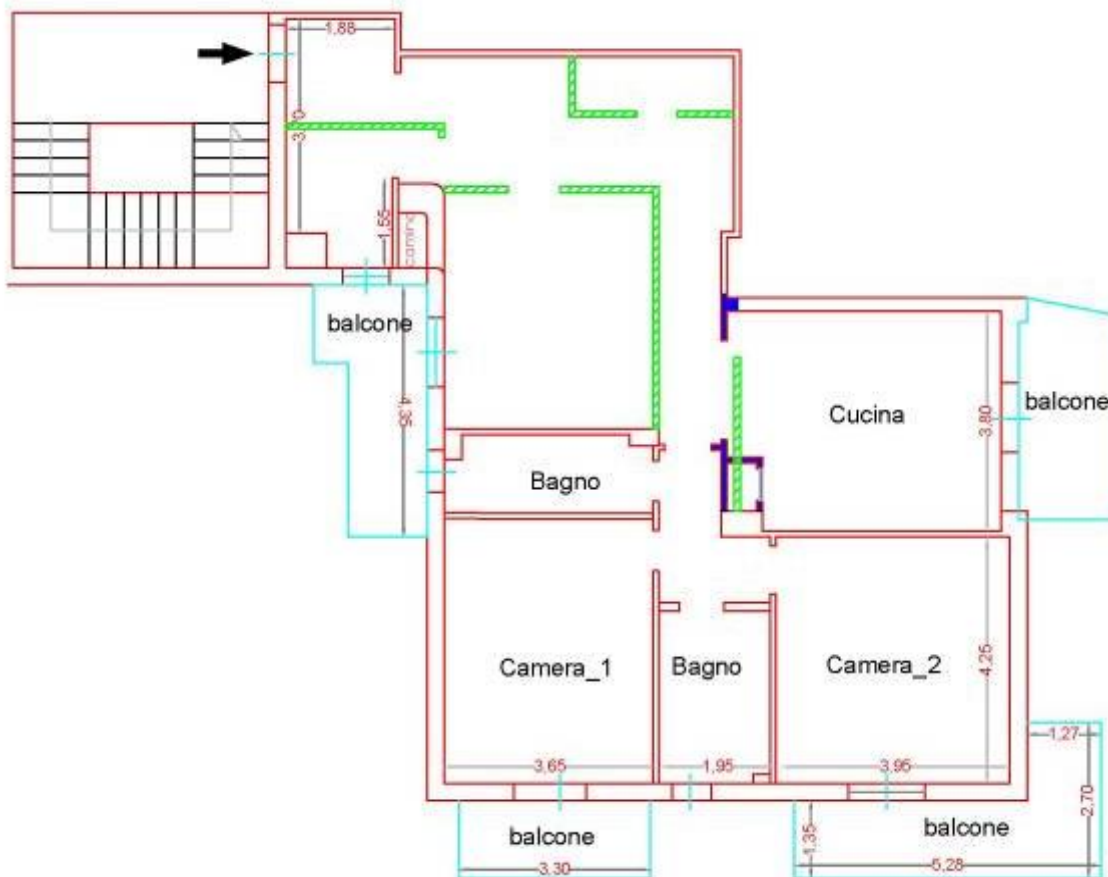 1,88
3,70
1,55
camino
balcone
4,35
Cucina
3,80
balcone
Bagno
Camera_1
Bagno
Camera_2
4,25
3,65
1,95
3,95
1,27
2,70
balcone
3,30
1,35
balcone
5,28